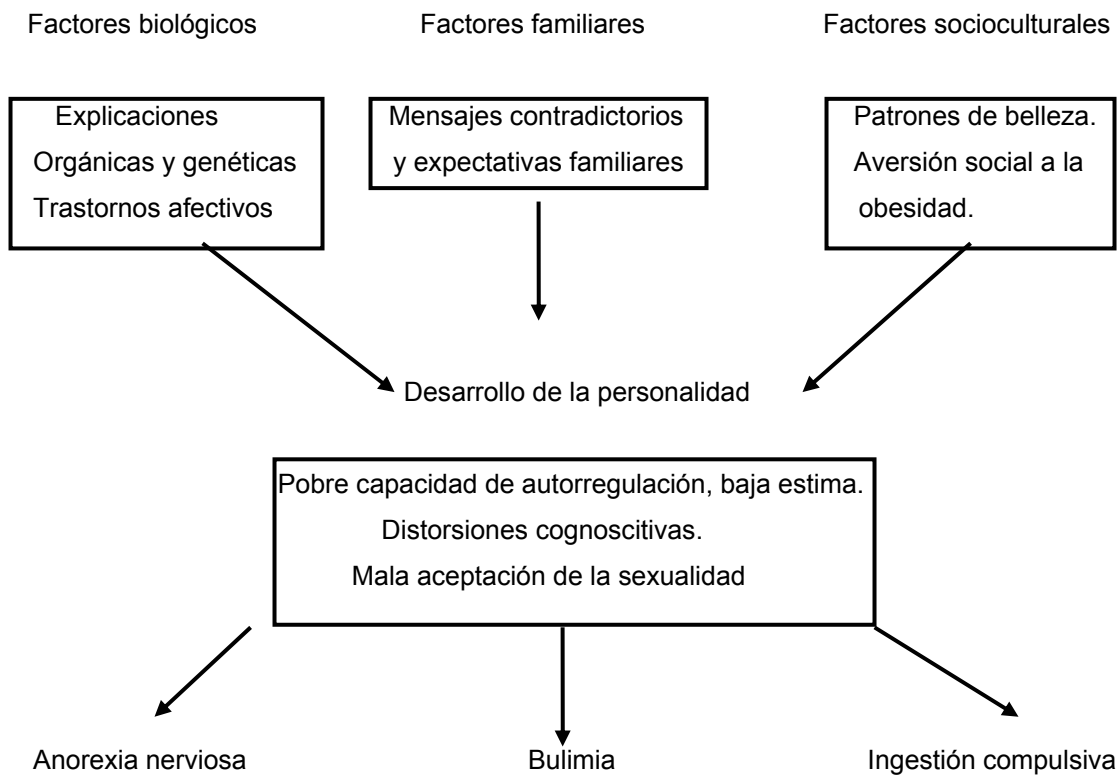 Factores biológicos
Factores familiares
Factores socioculturales
Explicaciones
Orgánicas y genéticas
Trastornos afectivos
Mensajes contradictorios
y expectativas familiares
Patrones de belleza.
Aversión social a la
obesidad.
Desarrollo de la personalidad
Pobre capacidad de autorregulación, baja estima.
Distorsiones cognoscitivas.
Mala aceptación de la sexualidad
Anorexia nerviosa
Bulimia
Ingestión compulsiva